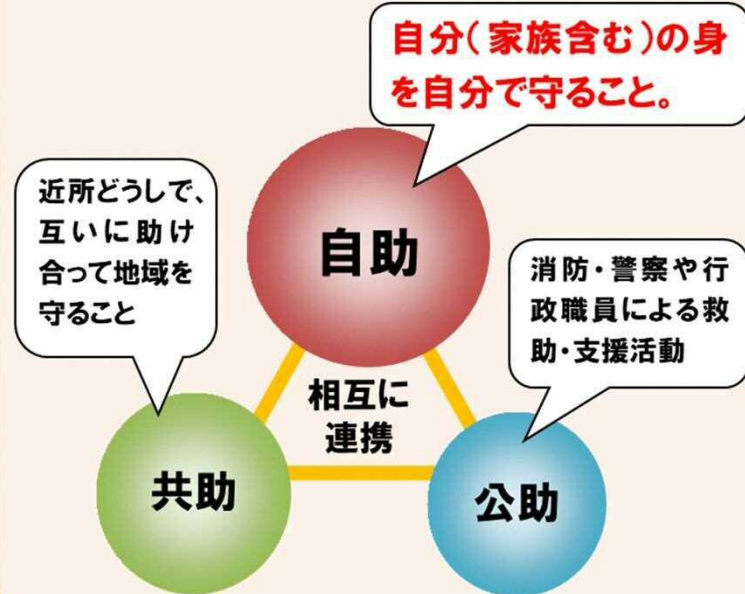 自分(家族含む)の身
を自分で守ること。
近所どうしで、
互いに助け
合って地域を
守ること
自助
消防・警察や行
政職員による救
助・支援活動
相互に
連携
共助
公助